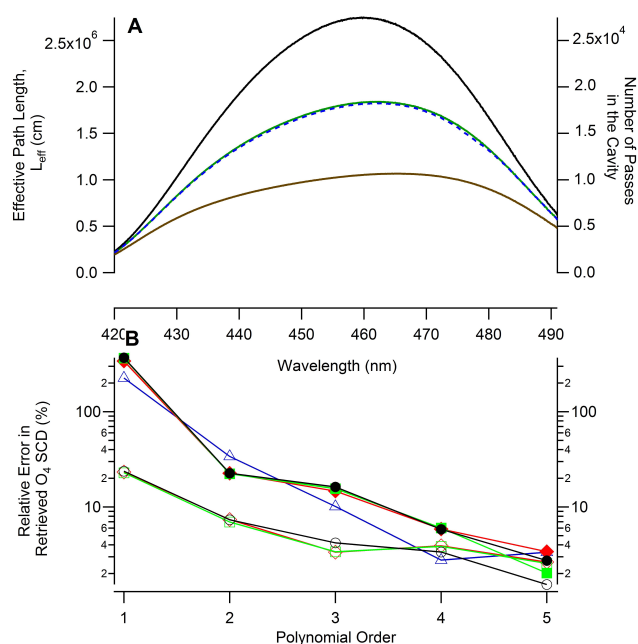 A
Effective Path Length,
L_eff (cm)
2.5x10^6
2.0
1.5
1.0
0.5
0.0
2.5x10^4
2.0
1.5
1.0
0.5
0.0
Number of Passes
in the Cavity
420 430 440 450 460 470 480 490
Wavelength (nm)
B
Relative Error in
Retrieved O_4 SCD (%)
2
100
6
4
2
10
6
4
2
2
100
6
4
2
10
6
4
2
1 2 3 4 5
Polynomial Order